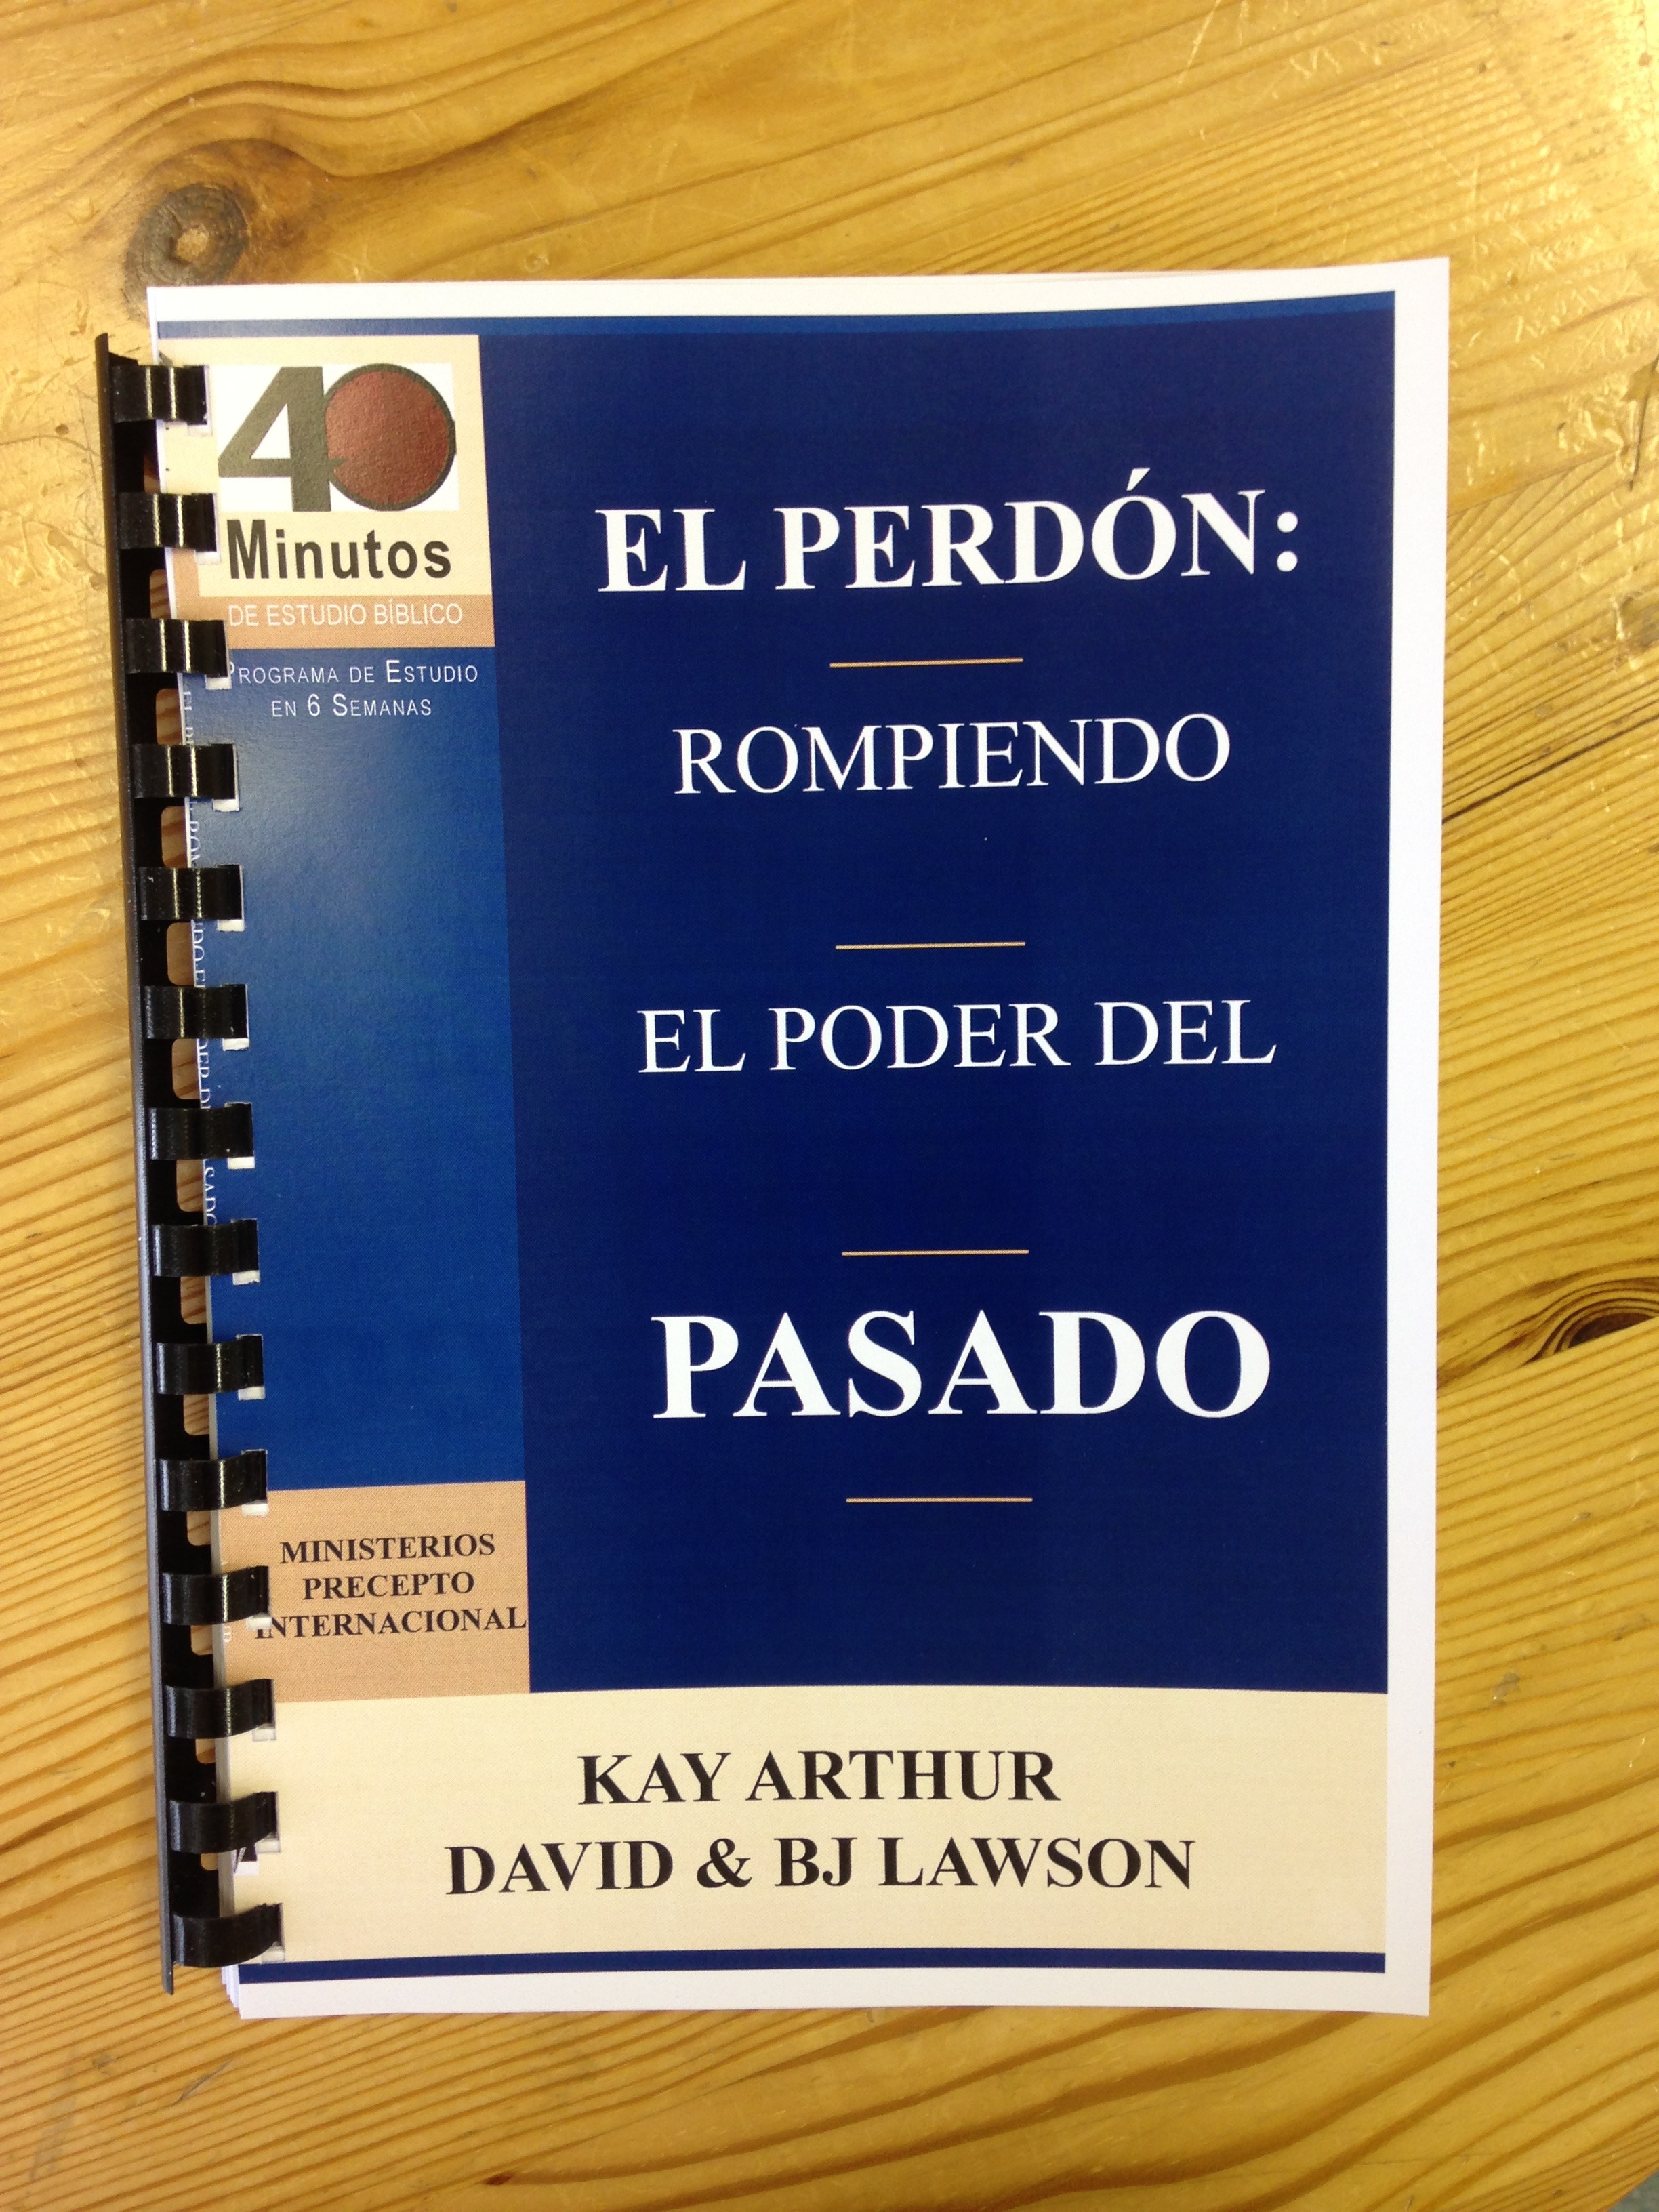 40
Minutos
DE ESTUDIO BÍBLICO
PROGRAMA DE ESTUDIO
EN 6 SEMANAS
EL PERDÓN:
ROMPIENDO
EL PODER DEL
PASADO
MINISTERIOS
PRECEPTO
INTERNACIONAL
KAY ARTHUR
DAVID & BJ LAWSON